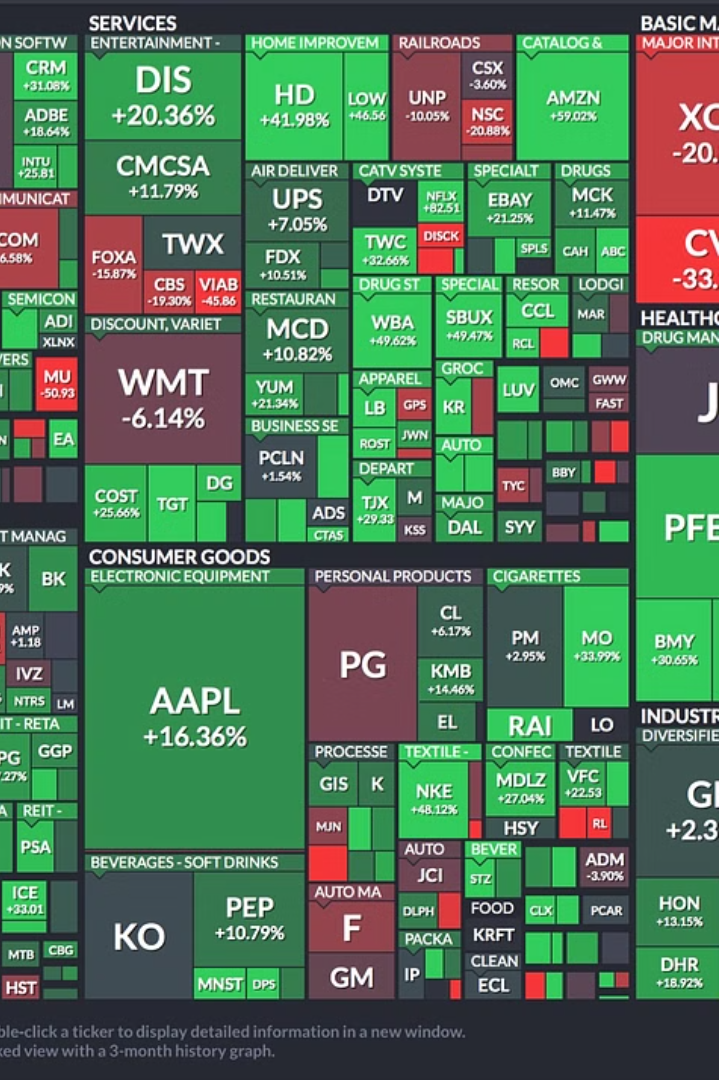 N SOFTW
CRM
+31.08%
ADBE
+18.64%
INTU
+25.81
MUNICAT
COM
6.58%
SEMICON
ADI
XLNX
VERS
MU
-50.93
N
EA
T MANAG
K
9%
BK
AMP
+1.18
IVZ
NTRS
LM
IT - RETA
PG
.27%
GGP
A
REIT -
PSA
ICE
+33.01
MTB
CBG
HST
SERVICES
ENTERTAINMENT -
DIS
+20.36%
CMCSA
+11.79%
FOXA
-15.87%
TWX
CBS
-19.30%
VIAB
-45.86
DISCOUNT, VARIET
WMT
-6.14%
COST
+25.66%
TGT
DG
HOME IMPROVEM
HD
+41.98%
LOW
+46.56
RAILROADS
UNP
-10.05%
CSX
-3.60%
NSC
-20.88%
CATALOG &
AMZN
+59.02%
AIR DELIVER
UPS
+7.05%
FDX
+10.51%
CATV SYSTE
DTV
NFLX
+82.51
TWC
+32.66%
DISCK
SPECIALT
EBAY
+21.25%
SPLS
DRUGS
MCK
+11.47%
CAH
ABC
RESTAURAN
MCD
+10.82%
YUM
+21.34%
DRUG ST
WBA
+49.62%
SPECIAL
SBUX
+49.47%
RESOR
CCL
RCL
LODGI
MAR
APPAREL
LB
GPS
ROST
JWN
GROC
KR
LUV
OMC
GWW
FAST
BUSINESS SE
PCLN
+1.54%
ADS
CTAS
DEPART
TJX
+29.33
M
KSS
AUTO
MAJO
DAL
TYC
BBY
SYY
CONSUMER GOODS
ELECTRONIC EQUIPMENT
AAPL
+16.36%
BEVERAGES - SOFT DRINKS
KO
PEP
+10.79%
MNST
DPS
PERSONAL PRODUCTS
PG
CL
+6.17%
KMB
+14.46%
EL
CIGARETTES
PM
+2.95%
MO
+33.99%
RAI
LO
PROCESSE
GIS
K
MJN
TEXTILE -
NKE
+48.12%
CONFEC
MDLZ
+27.04%
HSY
TEXTILE
VFC
+22.53
RL
AUTO MA
F
GM
AUTO
JCI
DLPH
PACKA
IP
BEVER
STZ
FOOD
KRFT
CLEAN
ECL
ADM
-3.90%
CLX
PCAR
BASIC MA
MAJOR INT
XO
-20.
CV
-33.
HEALTHC
DRUG MAN
J
PFE
BMY
+30.65%
INDUSTR
DIVERSIFIE
GE
+2.3
HON
+13.15%
DHR
+18.92%
ble-click a ticker to display detailed information in a new window.
ked view with a 3-month history graph.